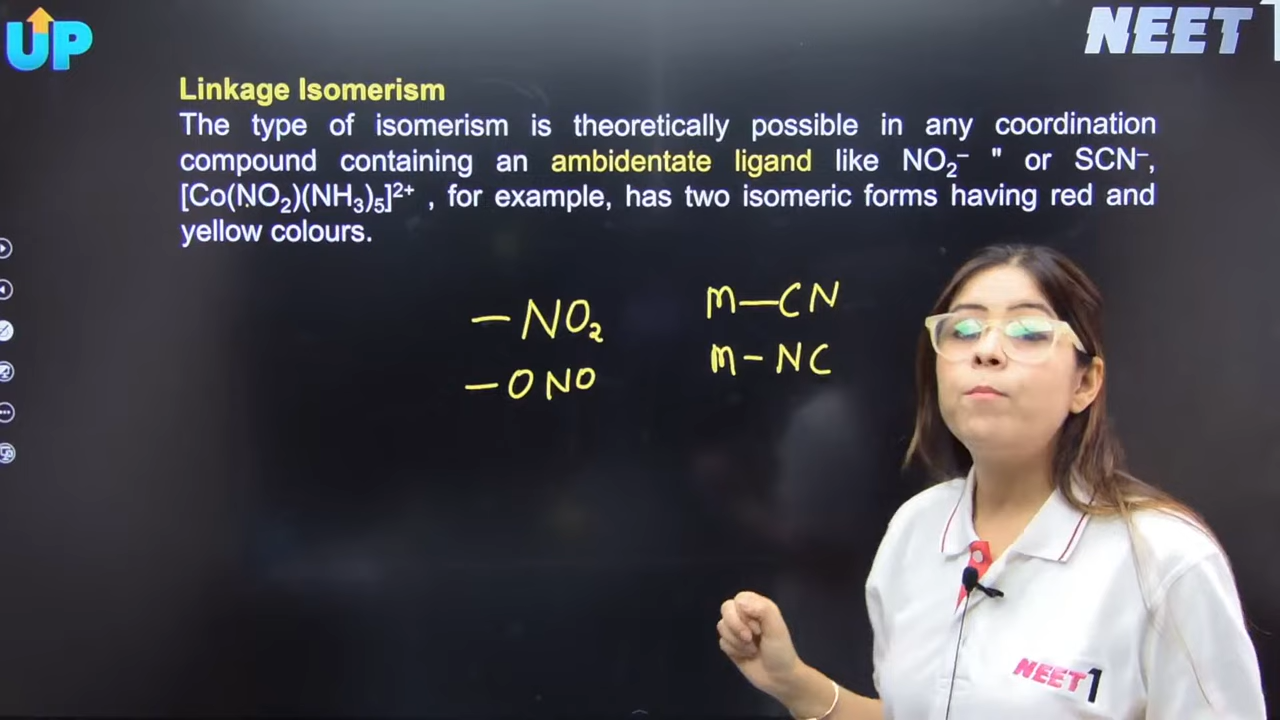 UP
NEET 1
Linkage Isomerism
The type of isomerism is theoretically possible in any coordination
compound containing an ambidentate ligand like NO₂⁻ " or SCN⁻,
[Co(NO₂)(NH₃)₅]²⁺ , for example, has two isomeric forms having red and
yellow colours.
—NO₂
—ONO
M—CN
M—NC
NEET1